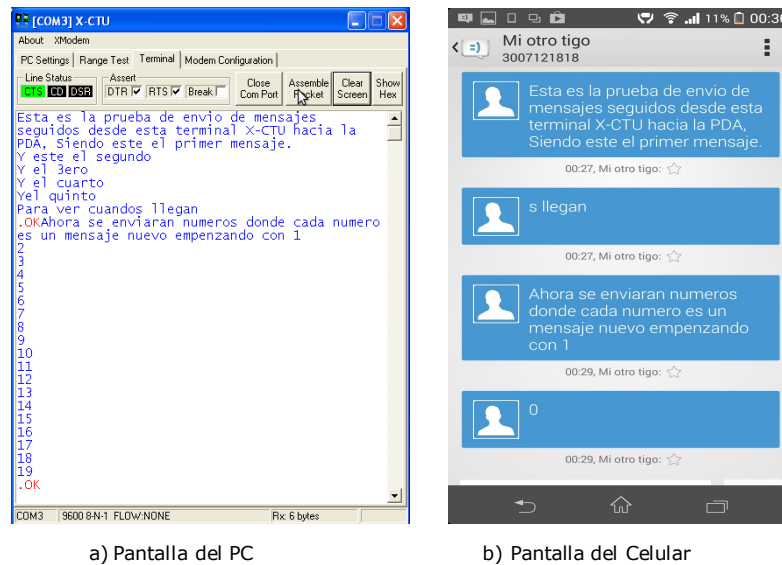 [COM3] X-CTU
About XModem
PC Settings Range Test Terminal Modem Configuration
Line Status
CTS CD DSR
Assert
DTR RTS Break
Close Com Port
Assemble Packet
Clear Screen
Show Hex
Esta es la prueba de envio de mensajes
seguidos desde esta terminal X-CTU hacia la
PDA, Siendo este el primer mensaje.
Y este el segundo
Y el 3ero
Y el cuarto
Yel quinto
Para ver cuandos llegan
.OKAhora se enviaran numeros donde cada numero
es un mensaje nuevo empenzando con 1
2
3
4
5
6
7
8
9
10
11
12
13
14
15
16
17
18
19
.OK
COM3 9600 8-N-1 FLOW:NONE Rx: 6 bytes
a) Pantalla del PC
11% 00:30
Mi otro tigo
3007121818
Esta es la prueba de envio de
mensajes seguidos desde esta
terminal X-CTU hacia la PDA,
Siendo este el primer mensaje.
00:27, Mi otro tigo:
s llegan
00:27, Mi otro tigo:
Ahora se enviaran numeros
donde cada numero es un
mensaje nuevo empenzando
con 1
00:29, Mi otro tigo:
0
00:29, Mi otro tigo:
b) Pantalla del Celular